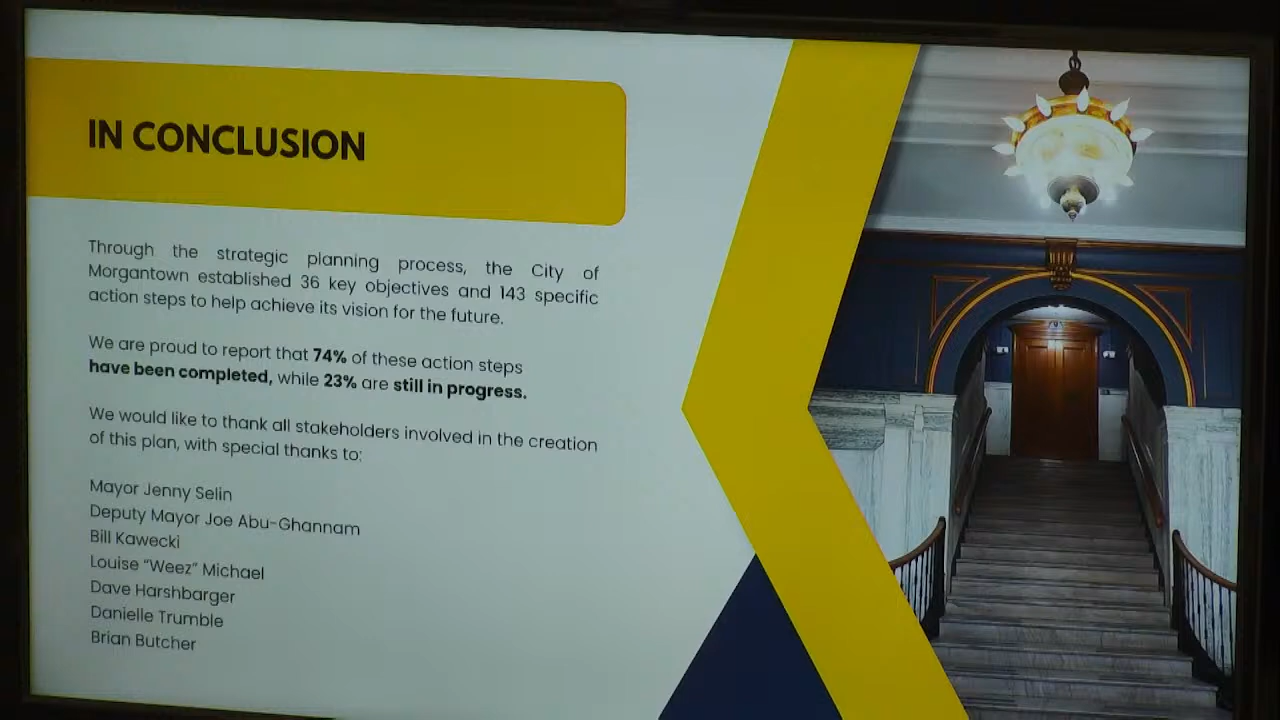 IN CONCLUSION
Through the strategic planning process, the City of
Morgantown established 36 key objectives and 143 specific
action steps to help achieve its vision for the future.
We are proud to report that 74% of these action steps
have been completed, while 23% are still in progress.
We would like to thank all stakeholders involved in the creation
of this plan, with special thanks to:
Mayor Jenny Selin
Deputy Mayor Joe Abu-Ghannam
Bill Kawecki
Louise “Weez” Michael
Dave Harshbarger
Danielle Trumble
Brian Butcher